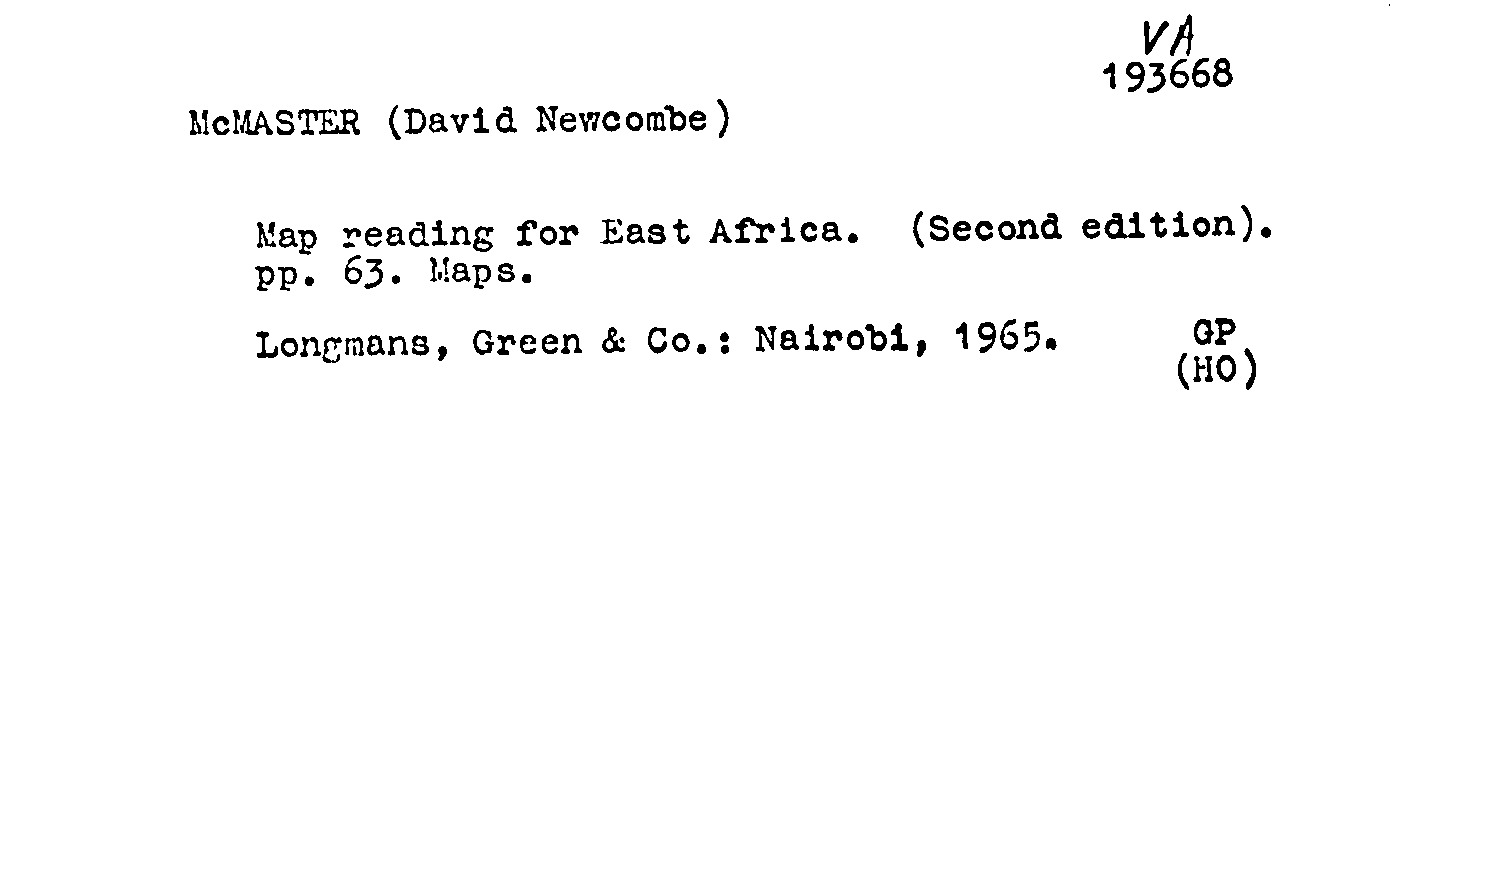 VA
193668
McMASTER (David Newcombe)
Map reading for East Africa. (Second edition).
pp. 63. Maps.
Longmans, Green & Co.: Nairobi, 1965. GP
(HO)